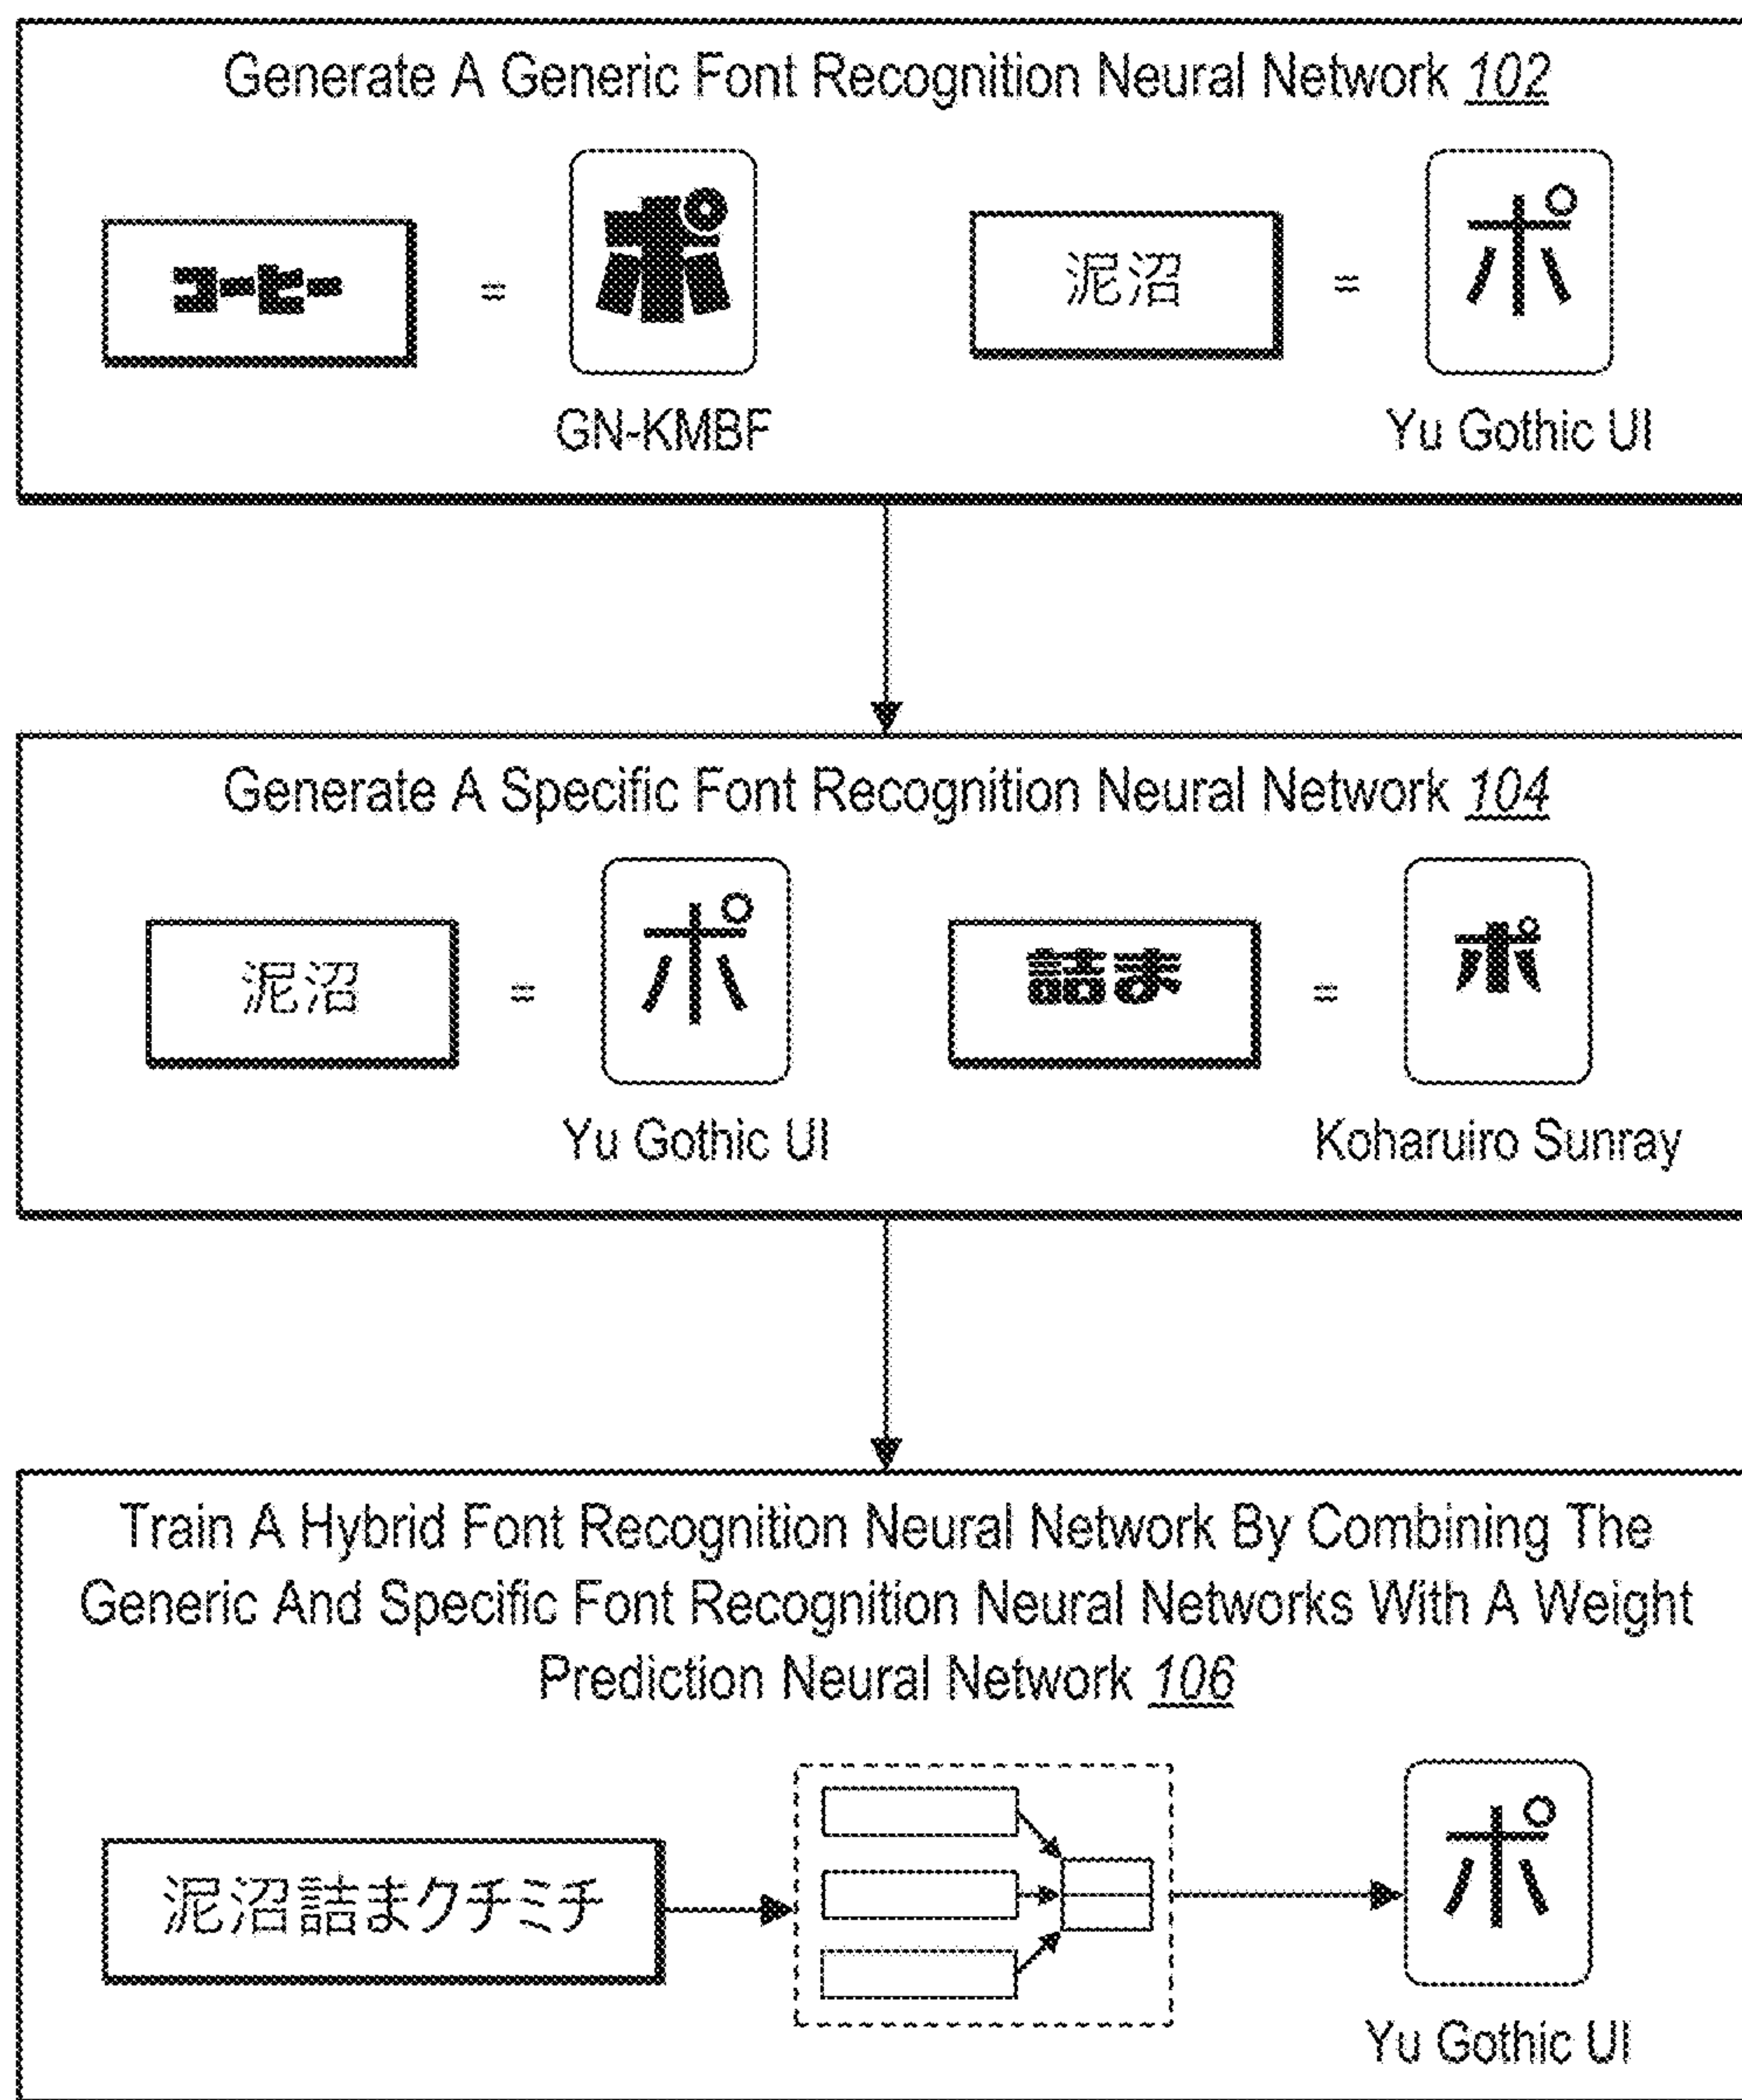 Generate A Generic Font Recognition Neural Network 102
コーヒー = ポ 泥沼 = ポ
GN-KMBF Yu Gothic UI
Generate A Specific Font Recognition Neural Network 104
泥沼 = ポ 詰ま = ポ
Yu Gothic UI Koharuiro Sunray
Train A Hybrid Font Recognition Neural Network By Combining The
Generic And Specific Font Recognition Neural Networks With A Weight
Prediction Neural Network 106
泥沼詰まクチミチ ポ
Yu Gothic UI